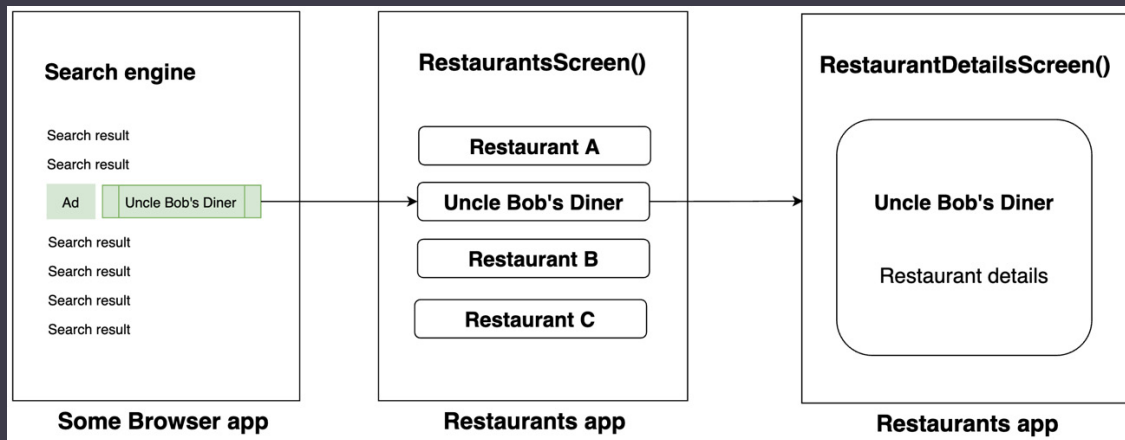 Search engine
Search result
Search result
Ad
Uncle Bob's Diner
Search result
Search result
Search result
Search result
Some Browser app
RestaurantsScreen()
Restaurant A
Uncle Bob's Diner
Restaurant B
Restaurant C
Restaurants app
RestaurantDetailsScreen()
Uncle Bob's Diner
Restaurant details
Restaurants app